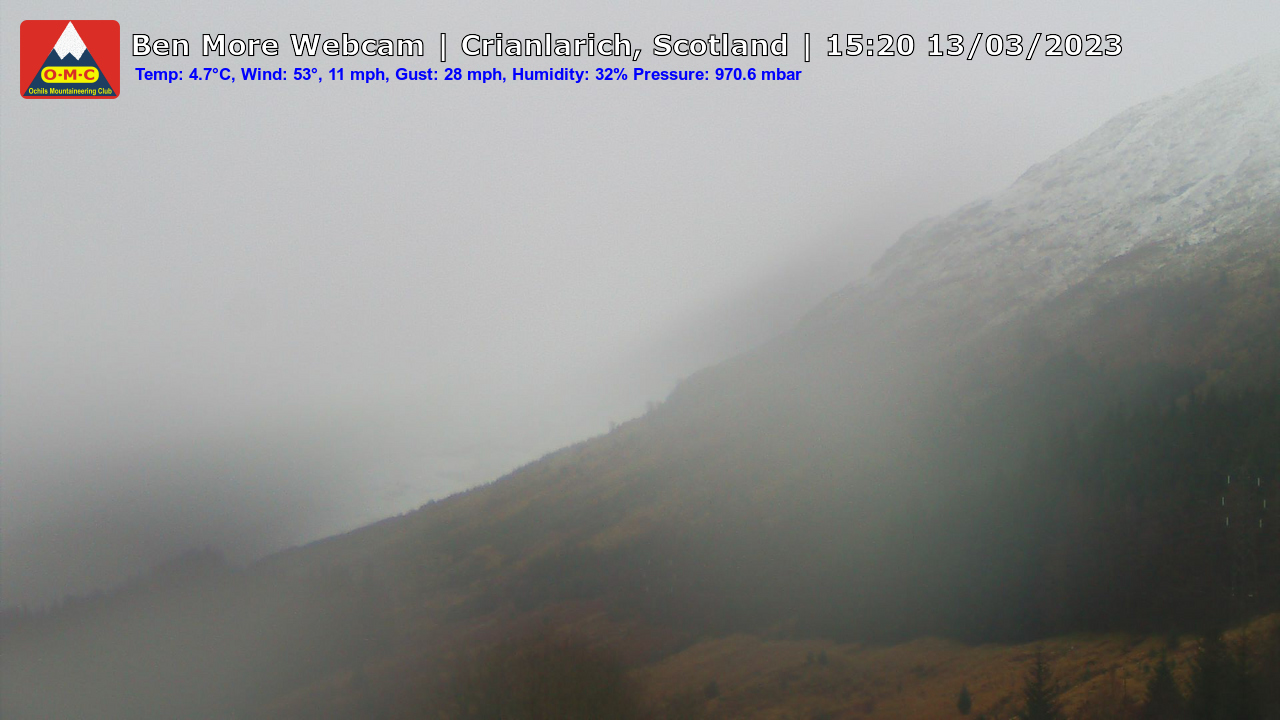 Ben More Webcam | Crianlarich, Scotland | 15:20 13/03/2023
Temp: 4.7°C, Wind: 53°, 11 mph, Gust: 28 mph, Humidity: 32% Pressure: 970.6 mbar
O·M·C
Ochils Mountaineering Club